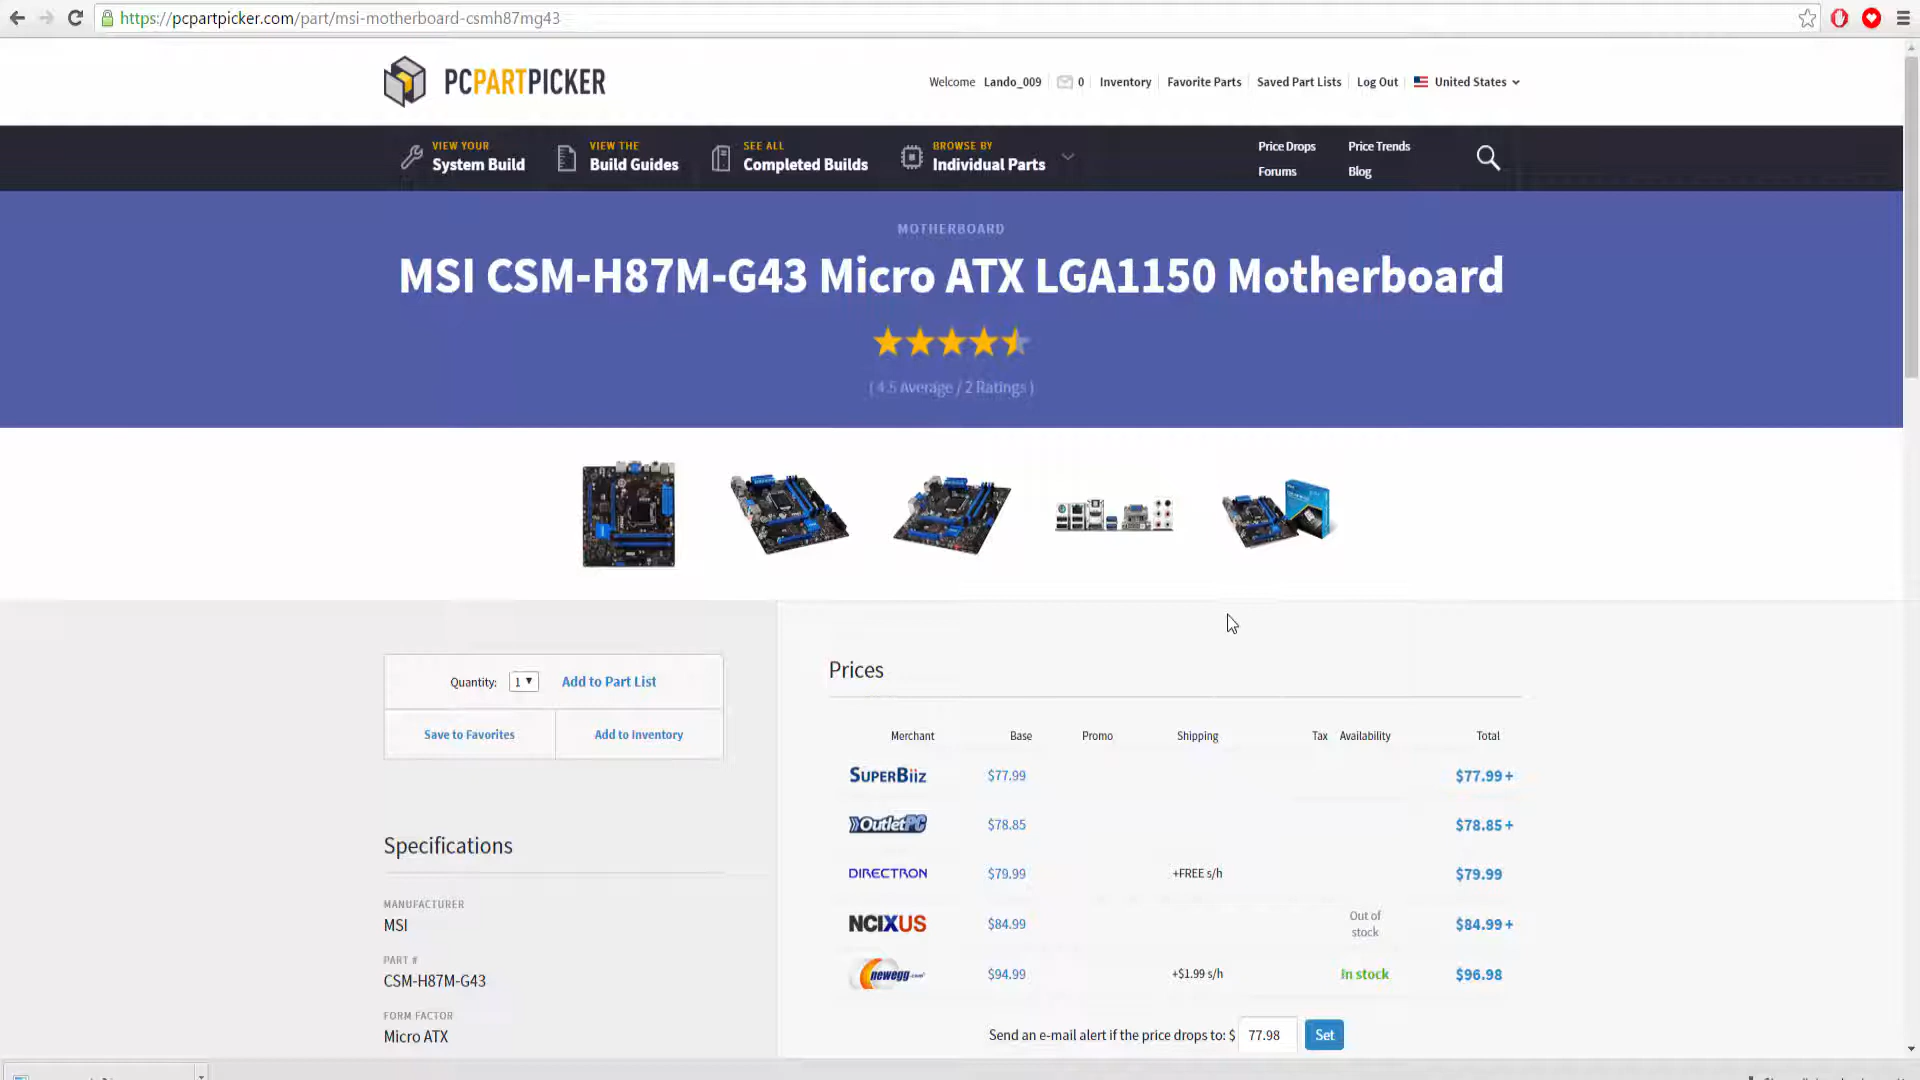 https://pcpartpicker.com/part/msi-motherboard-csmh87mg43
PCPARTPICKER
Welcome Lando_009 0 Inventory Favorite Parts Saved Part Lists Log Out United States
VIEW YOUR
System Build
VIEW THE
Build Guides
SEE ALL
Completed Builds
BROWSE BY
Individual Parts
Price Drops Price Trends
Forums Blog
MOTHERBOARD
MSI CSM-H87M-G43 Micro ATX LGA1150 Motherboard
( 4.5 Average / 2 Ratings )
Quantity: 1 Add to Part List
Save to Favorites Add to Inventory
Specifications
MANUFACTURER
MSI
PART #
CSM-H87M-G43
FORM FACTOR
Micro ATX
Prices
Merchant Base Promo Shipping Tax Availability Total
SUPERBiiZ $77.99 $77.99+
OutletPC $78.85 $78.85+
DIRECTRON $79.99 +FREE s/h $79.99
NCIXUS $84.99 Out of stock $84.99+
newegg.com $94.99 +$1.99 s/h In stock $96.98
Send an e-mail alert if the price drops to: $ 77.98 Set